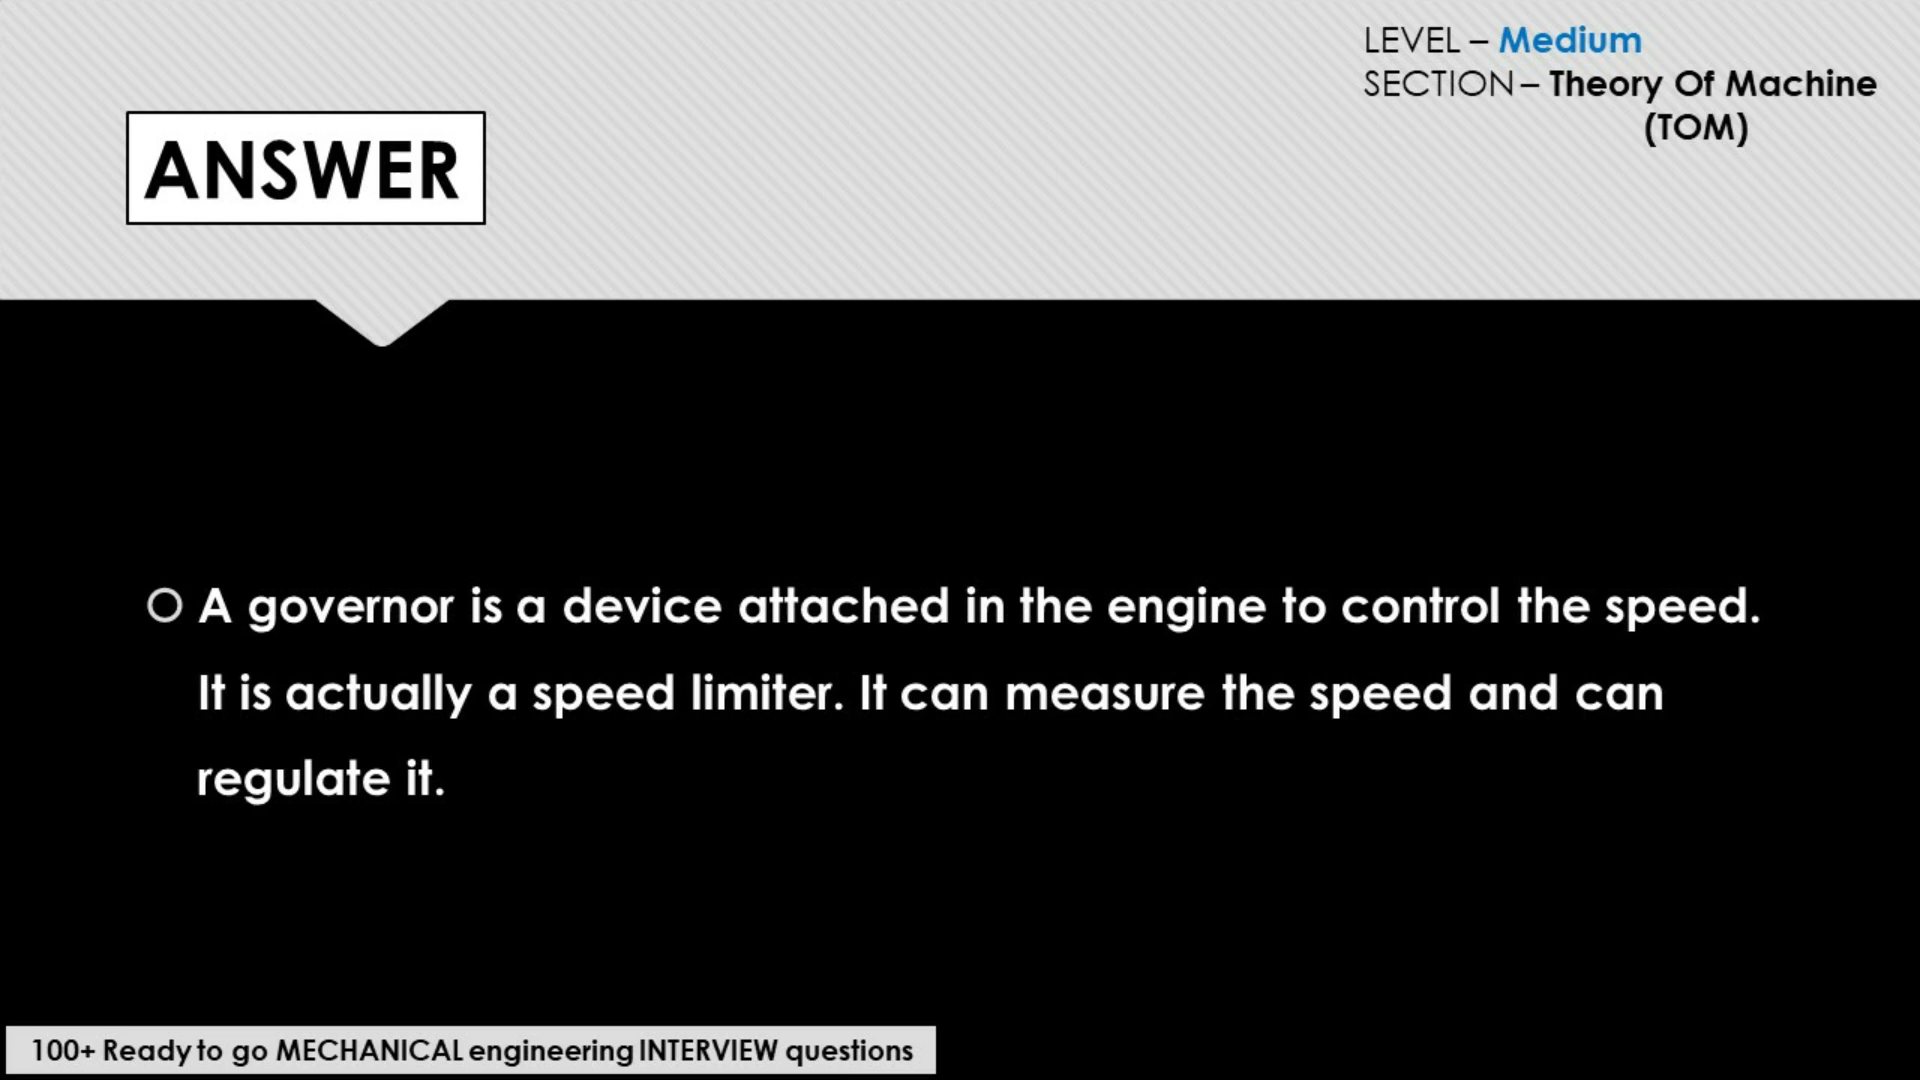 LEVEL – Medium
SECTION – Theory Of Machine
(TOM)
ANSWER
A governor is a device attached in the engine to control the speed.
It is actually a speed limiter. It can measure the speed and can
regulate it.
100+ Ready to go MECHANICAL engineering INTERVIEW questions